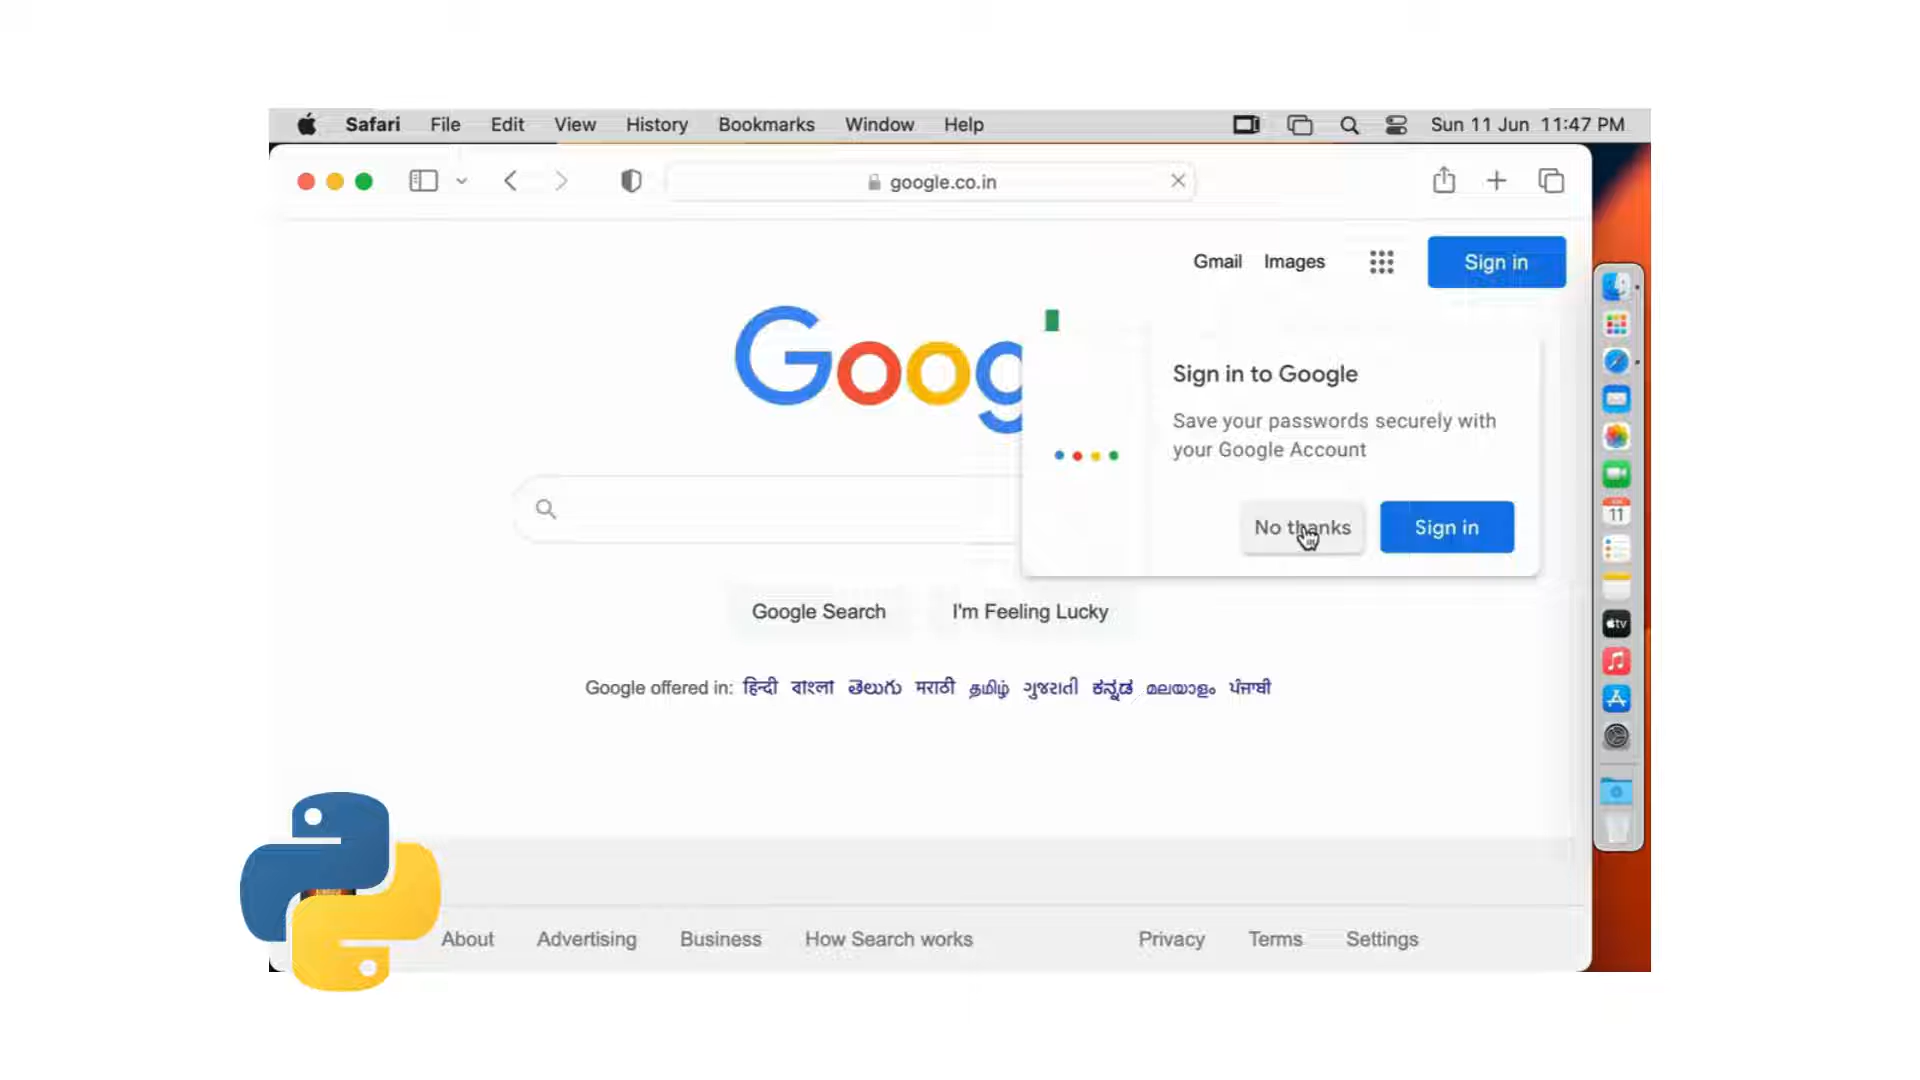 Safari File Edit View History Bookmarks Window Help Sun 11 Jun 11:47 PM
google.co.in
Gmail Images Sign in
Goog
Sign in to Google
Save your passwords securely with
your Google Account
No thanks Sign in
Google Search I'm Feeling Lucky
Google offered in: हिन्दी বাংলা తెలుగు मराठी தமிழ் ગુજરાતી ಕನ್ನಡ മലയാളം ਪੰਜਾਬੀ
11
tv
About Advertising Business How Search works Privacy Terms Settings